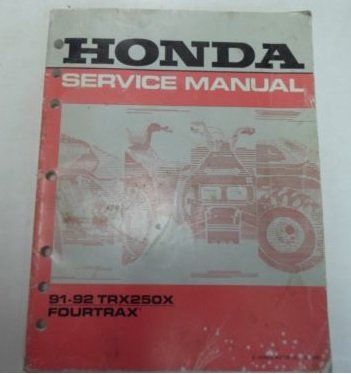 HONDA
SERVICE MANUAL
91-92 TRX250X
FOURTRAX